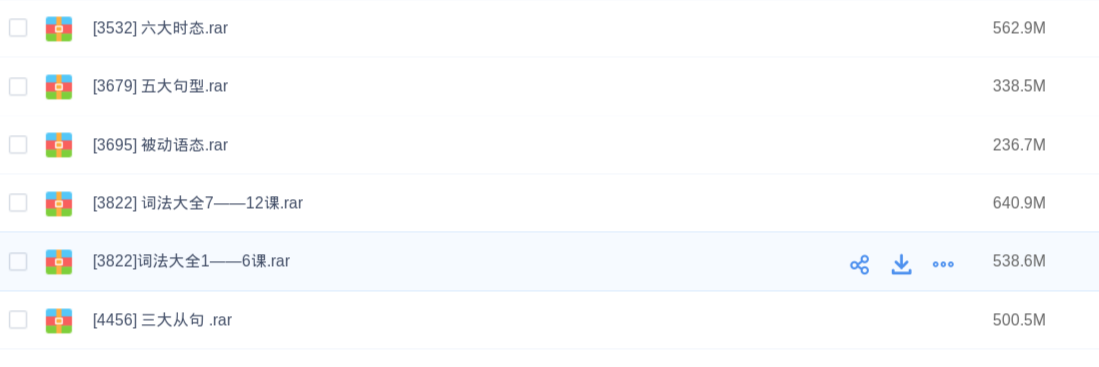 [3532] 六大时态.rar 562.9M
[3679] 五大句型.rar 338.5M
[3695] 被动语态.rar 236.7M
[3822] 词法大全7——12课.rar 640.9M
[3822]词法大全1——6课.rar 538.6M
[4456] 三大从句 .rar 500.5M